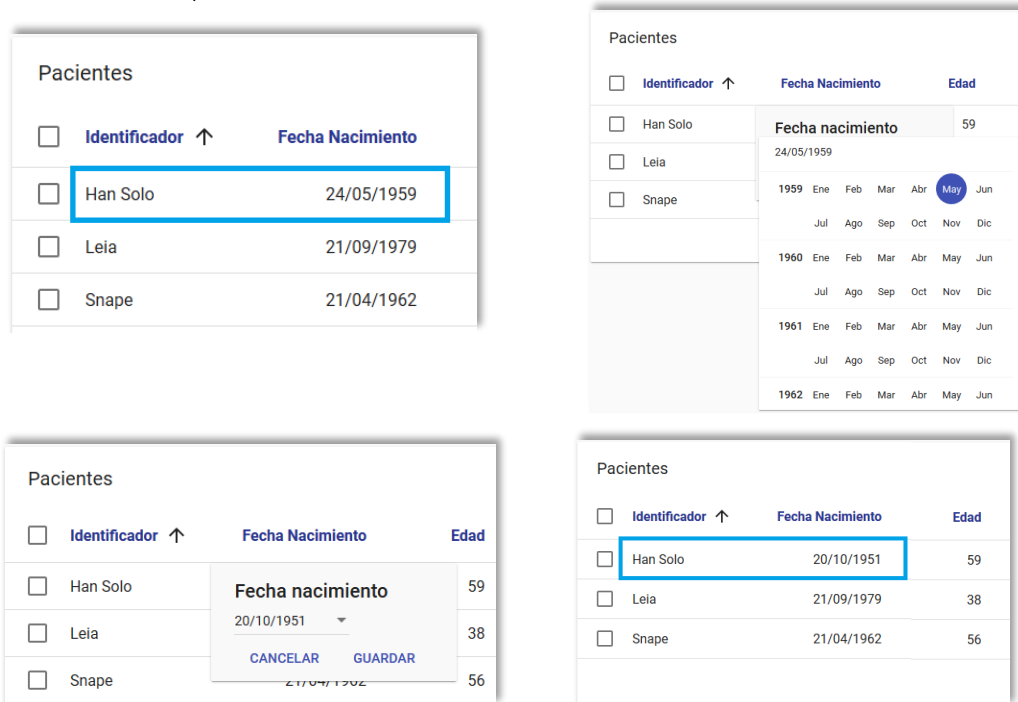 Pacientes
Identificador Fecha Nacimiento
Han Solo 24/05/1959
Leia 21/09/1979
Snape 21/04/1962
Pacientes
Identificador Fecha Nacimiento Edad
Han Solo Fecha nacimiento 59
24/05/1959
Leia
1959 Ene Feb Mar Abr May Jun
Snape
Jul Ago Sep Oct Nov Dic
1960 Ene Feb Mar Abr May Jun
Jul Ago Sep Oct Nov Dic
1961 Ene Feb Mar Abr May Jun
Jul Ago Sep Oct Nov Dic
1962 Ene Feb Mar Abr May Jun
Pacientes
Identificador Fecha Nacimiento Edad
Han Solo Fecha nacimiento 59
20/10/1951
Leia 38
CANCELAR GUARDAR
Snape 21/04/1962 56
Pacientes
Identificador Fecha Nacimiento Edad
Han Solo 20/10/1951 59
Leia 21/09/1979 38
Snape 21/04/1962 56